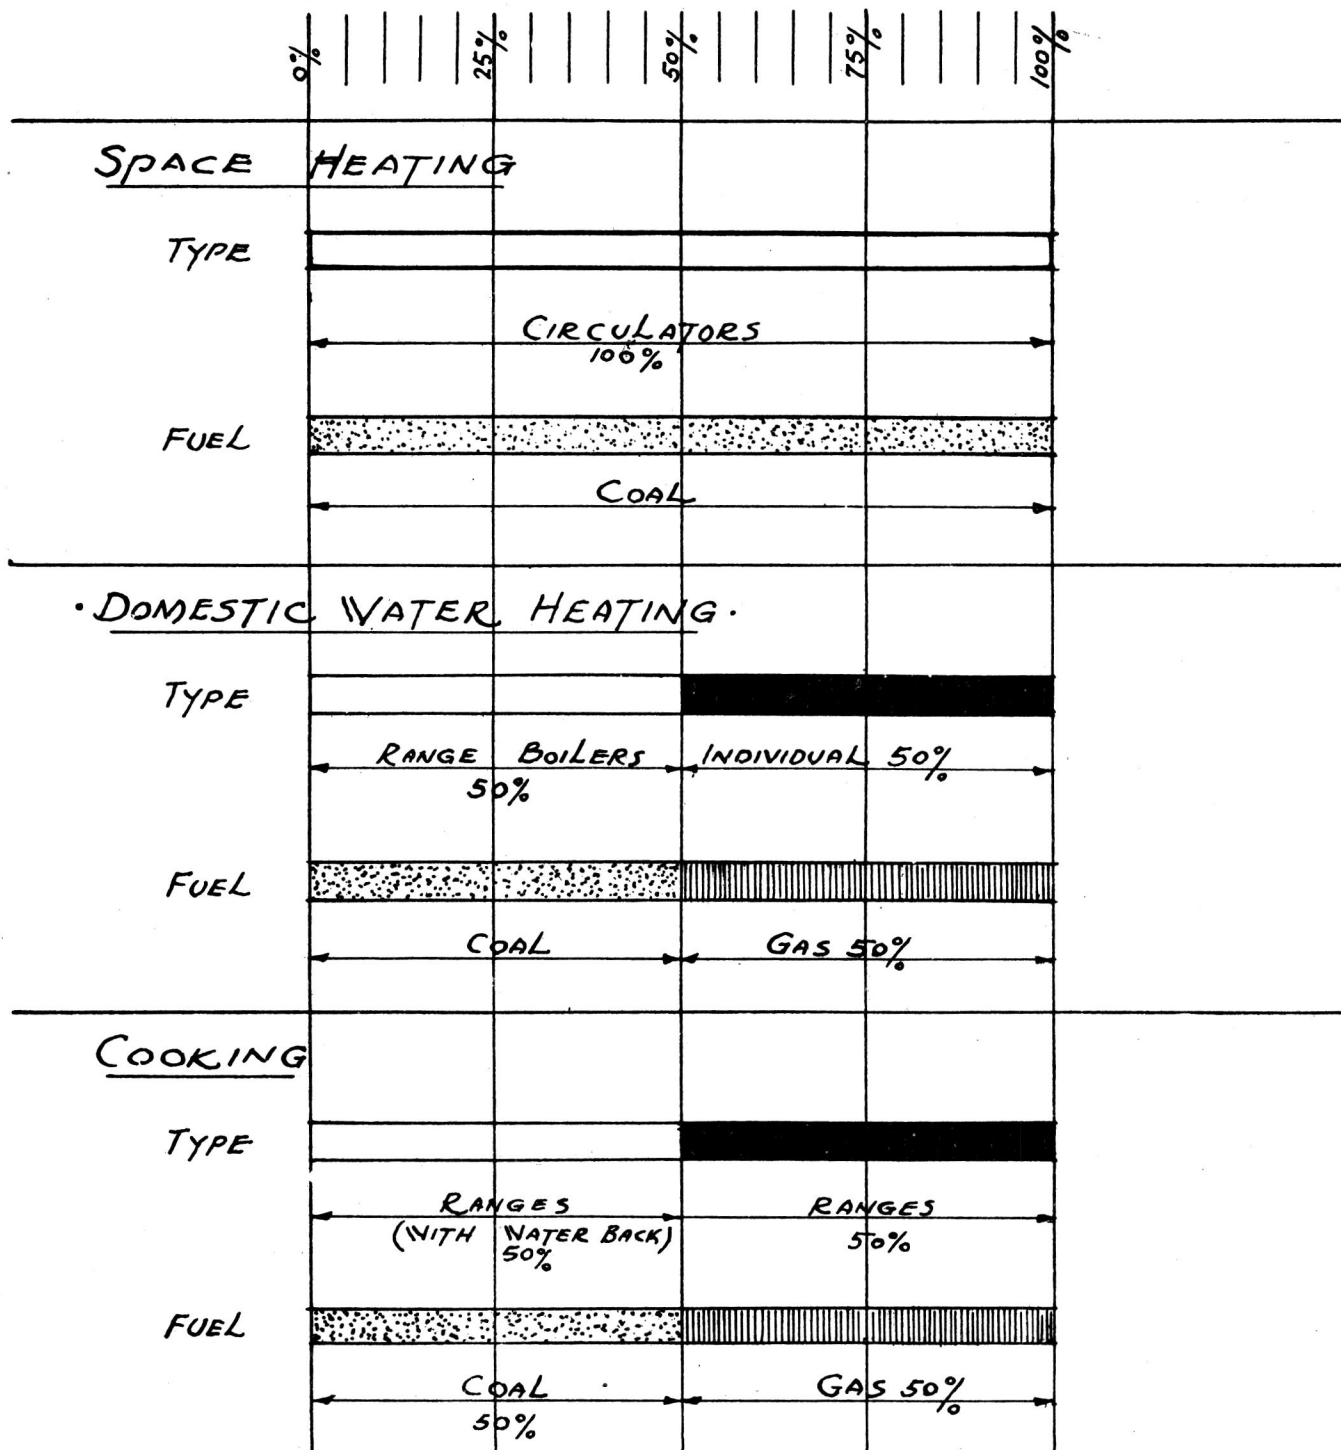 0% 25% 50% 75% 100%
SPACE HEATING
TYPE
CIRCULATORS
100%
FUEL
COAL
· DOMESTIC WATER HEATING ·
TYPE
RANGE BOILERS INDIVIDUAL 50%
50%
FUEL
COAL GAS 50%
COOKING
TYPE
RANGES RANGES
(WITH WATER BACK) 50%
50%
FUEL
COAL GAS 50%
50%